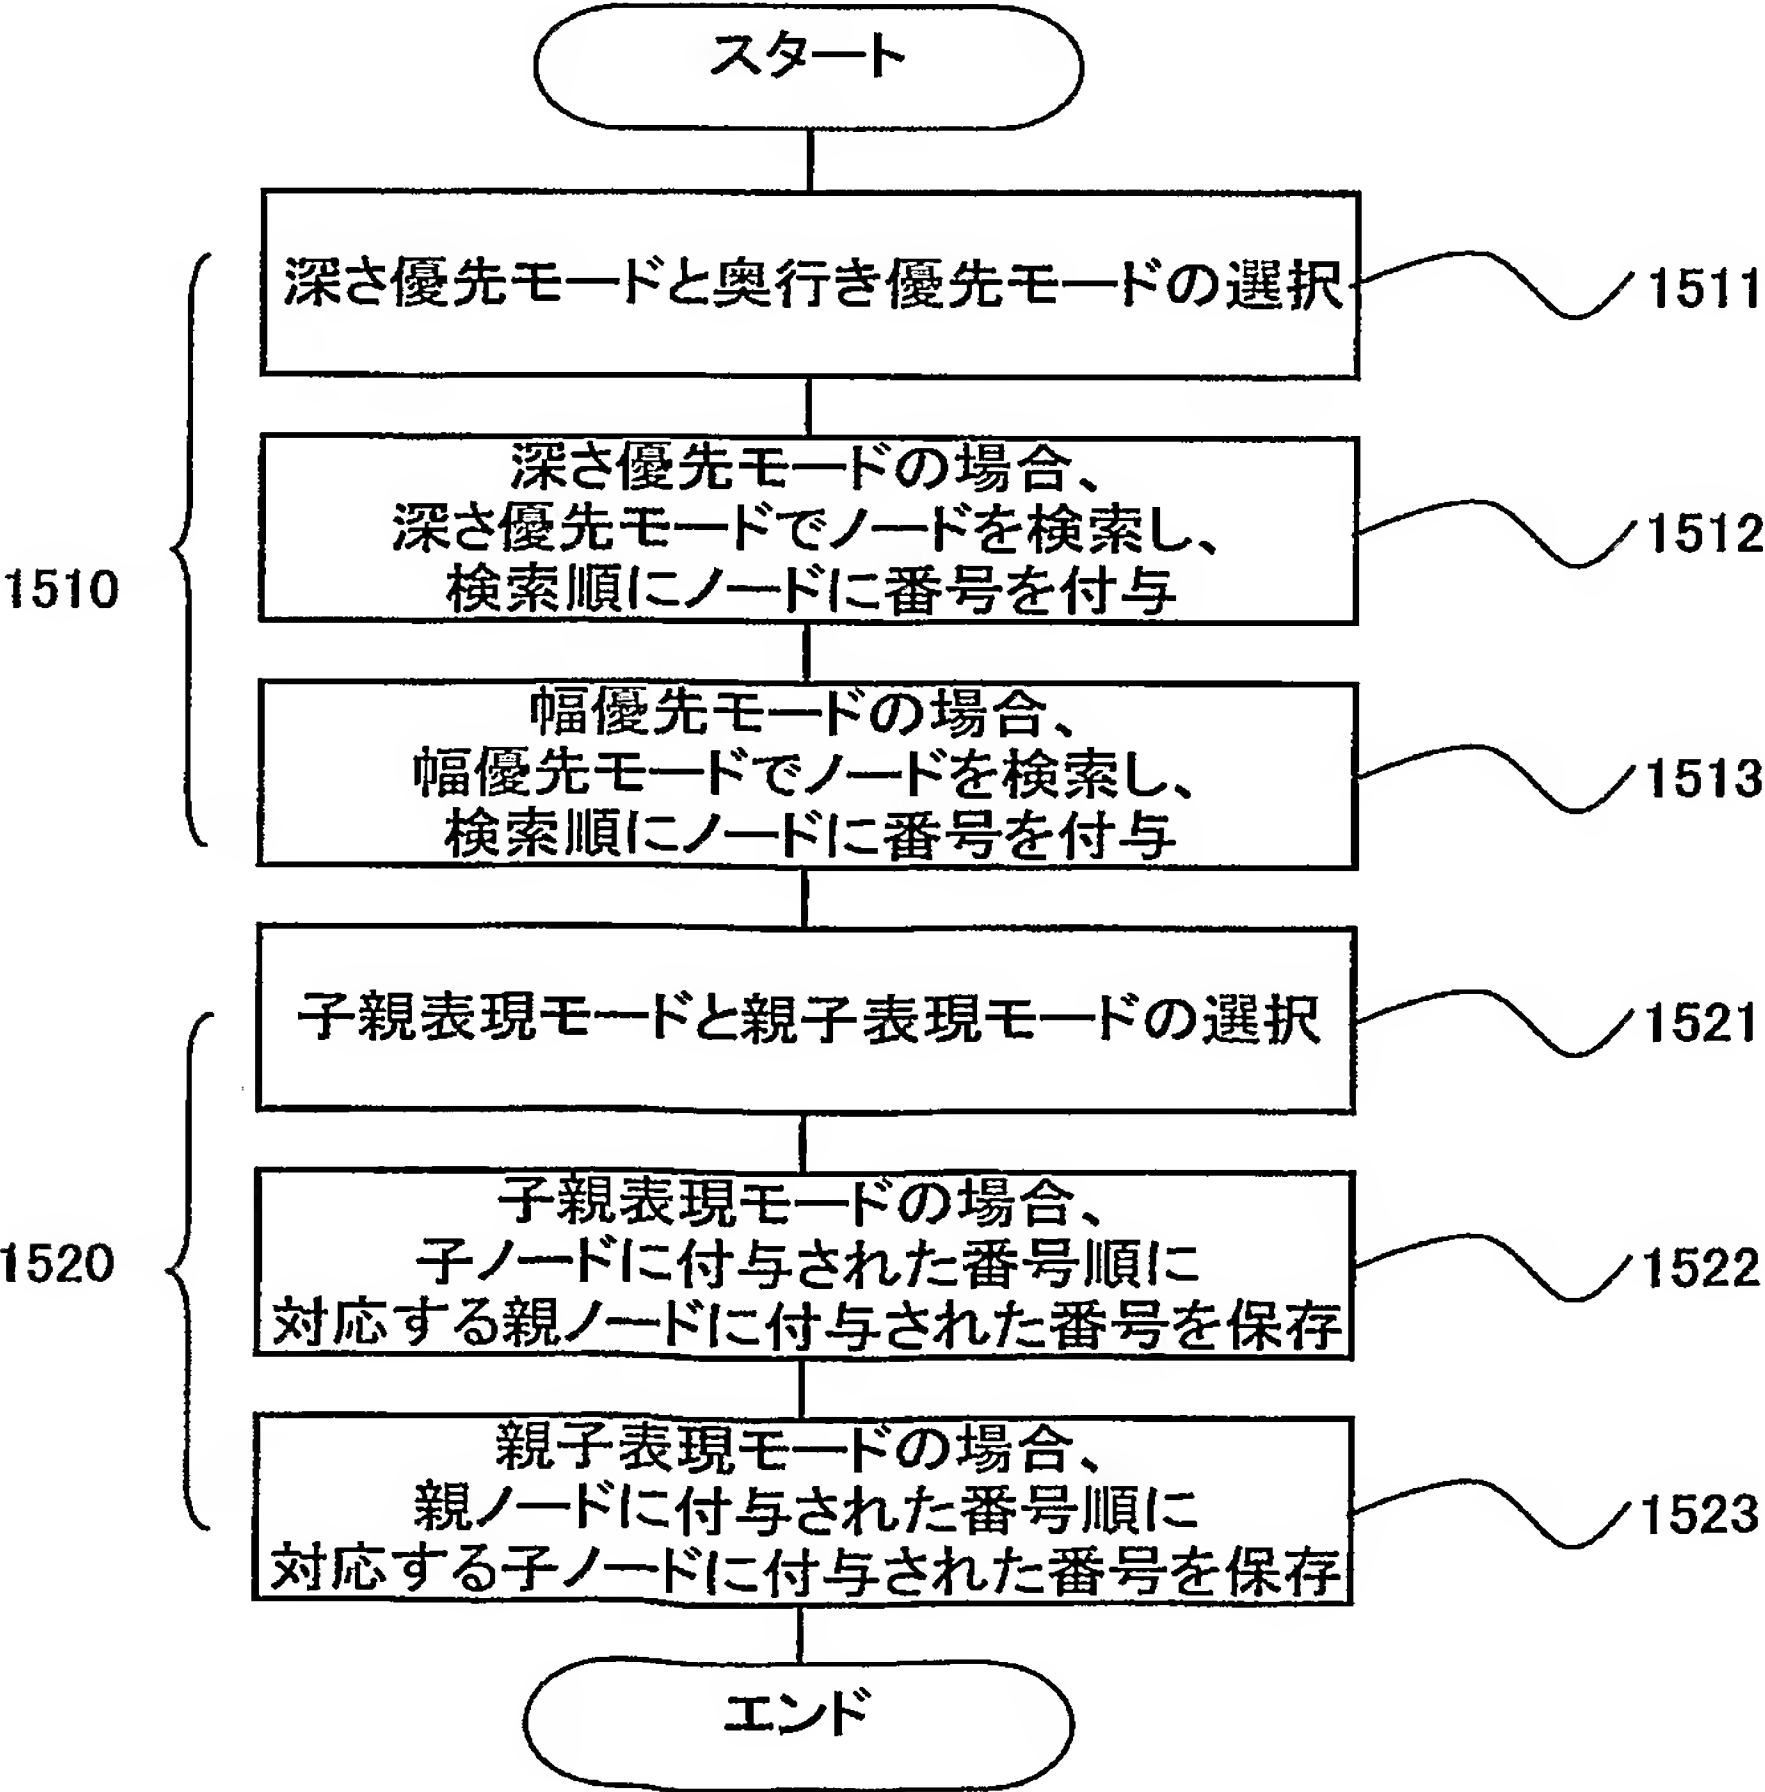 スタート
深さ優先モードと奥行き優先モードの選択
1511
深さ優先モードの場合、
深さ優先モードでノードを検索し、
検索順にノードに番号を付与
1512
1510
幅優先モードの場合、
幅優先モードでノードを検索し、
検索順にノードに番号を付与
1513
子親表現モードと親子表現モードの選択
1521
子親表現モードの場合、
子ノードに付与された番号順に
対応する親ノードに付与された番号を保存
1522
1520
親子表現モードの場合、
親ノードに付与された番号順に
対応する子ノードに付与された番号を保存
1523
エンド